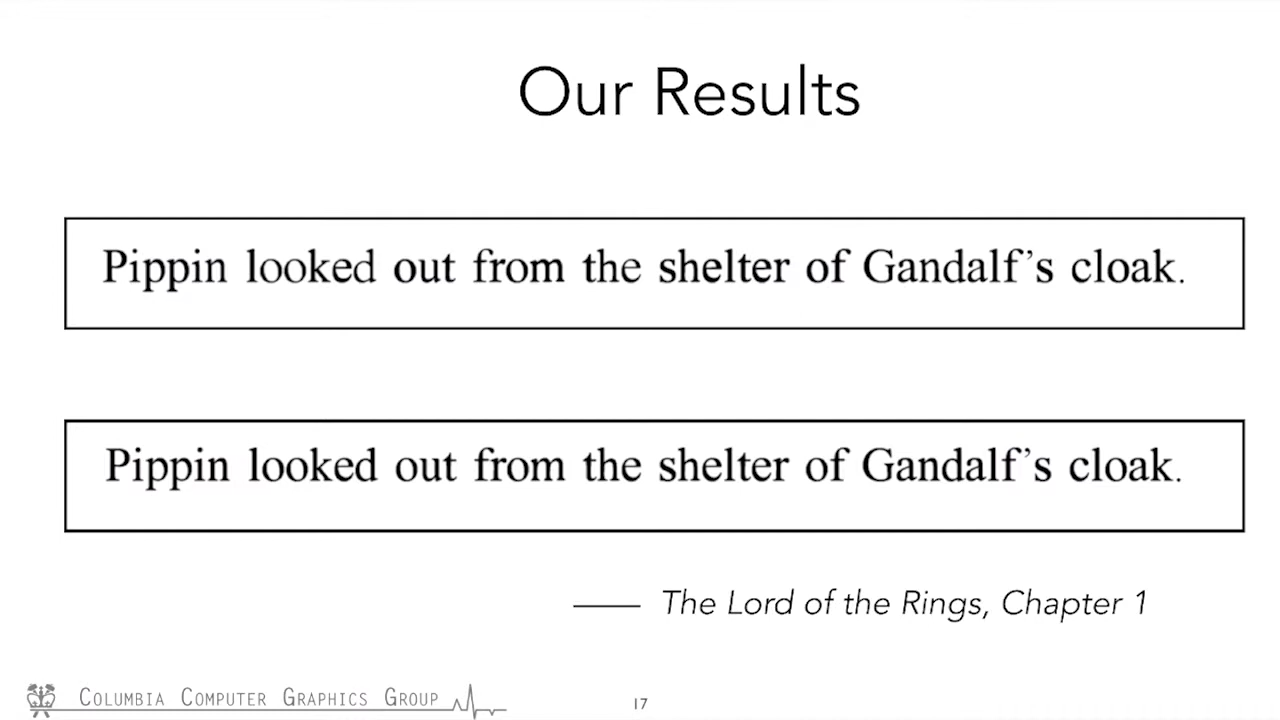 Our Results
Pippin looked out from the shelter of Gandalf’s cloak.
Pippin looked out from the shelter of Gandalf’s cloak.
—— The Lord of the Rings, Chapter 1
COLUMBIA COMPUTER GRAPHICS GROUP
17